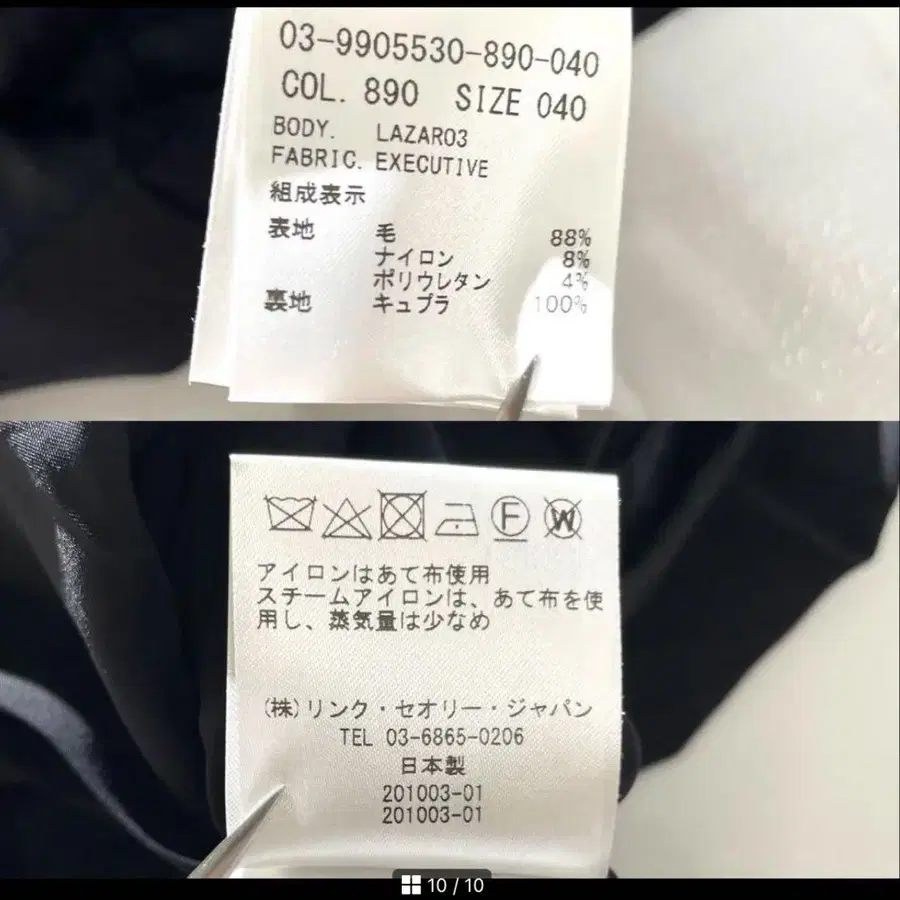 03-9905530-890-040
COL. 890 SIZE 040
BODY. LAZARO3
FABRIC. EXECUTIVE
組成表示
表地 毛 88%
ナイロン 8%
ポリウレタン 4%
裏地 キュプラ 100%
F W
アイロンはあて布使用
スチームアイロンは、あて布を使
用し、蒸気量は少なめ
(株)リンク・セオリー・ジャパン
TEL 03-6865-0206
日本製
201003-01
201003-01
10 / 10